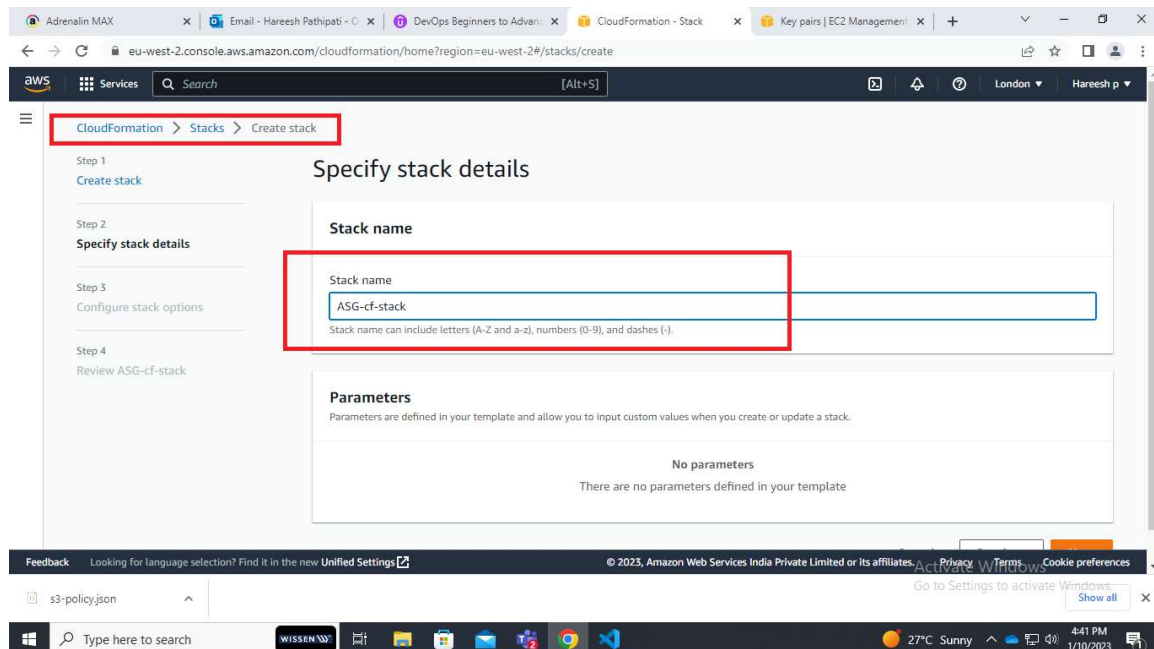 Adrenalin MAX
Email - Hareesh Pathipati - O
DevOps Beginners to Advanc
CloudFormation - Stack
Key pairs | EC2 Management
eu-west-2.console.aws.amazon.com/cloudformation/home?region=eu-west-2#/stacks/create
aws
Services
Search
[Alt+S]
London
Hareesh p
CloudFormation > Stacks > Create stack
Step 1
Create stack
Step 2
Specify stack details
Step 3
Configure stack options
Step 4
Review ASG-cf-stack
Specify stack details
Stack name
Stack name
ASG-cf-stack
Stack name can include letters (A-Z and a-z), numbers (0-9), and dashes (-).
Parameters
Parameters are defined in your template and allow you to input custom values when you create or update a stack.
No parameters
There are no parameters defined in your template
Feedback
Looking for language selection? Find it in the new Unified Settings
© 2023, Amazon Web Services India Private Limited or its affiliates.
Privacy
Terms
Cookie preferences
Activate Windows
Go to Settings to activate Windows.
s3-policy.json
Show all
Type here to search
WISSEN
27°C Sunny
4:41 PM
1/10/2023